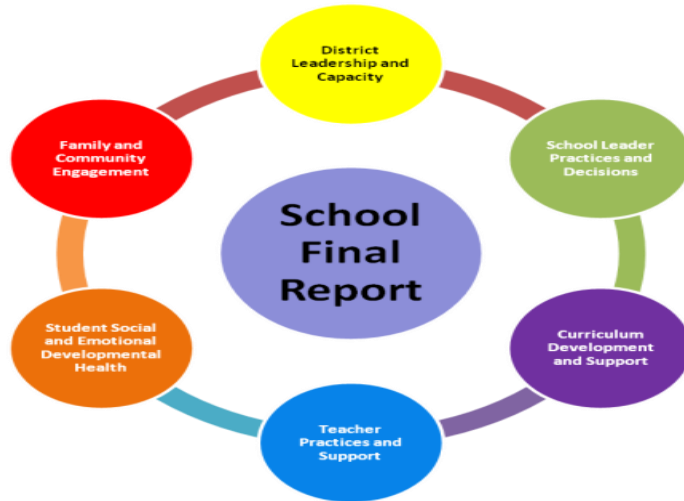 District
Leadership and
Capacity
Family and
Community
Engagement
School Leader
Practices and
Decisions
School
Final
Report
Student Social
and Emotional
Developmental
Health
Curriculum
Development
and Support
Teacher
Practices and
Support